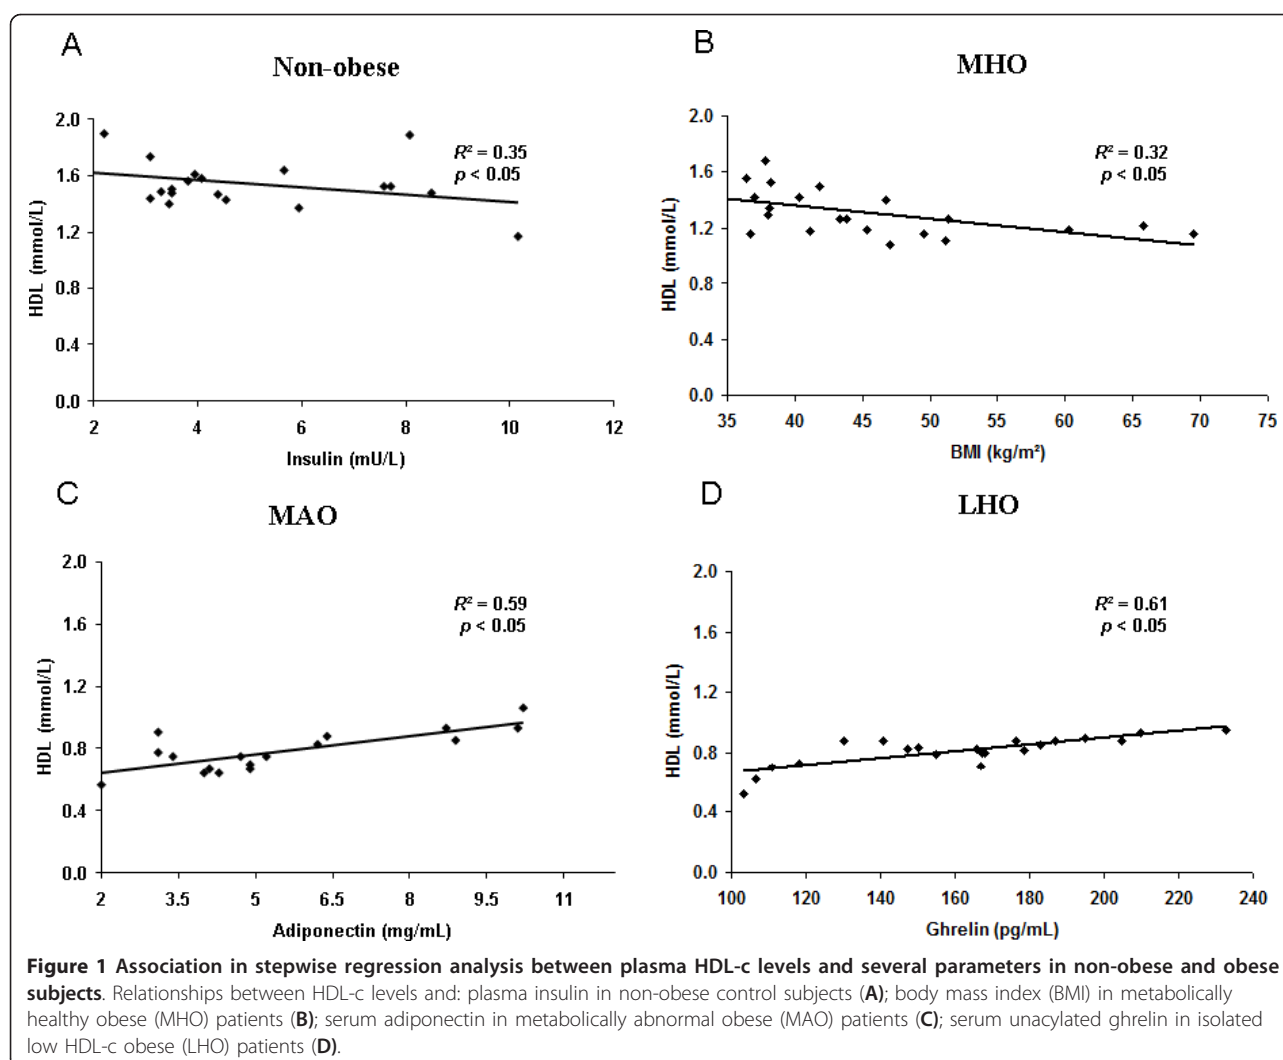 A
Non-obese
2.0
1.6
1.2
0.8
0.4
0.0
HDL (mmol/L)
R² = 0.35
p < 0.05
2 4 6 8 10 12
Insulin (mU/L)
B
MHO
2.0
1.6
1.2
0.8
0.4
0.0
HDL (mmol/L)
R² = 0.32
p < 0.05
35 40 45 50 55 60 65 70 75
BMI (kg/m²)
C
MAO
2.0
1.6
1.2
0.8
0.4
0.0
HDL (mmol/L)
R² = 0.59
p < 0.05
2 3.5 5 6.5 8 9.5 11
Adiponectin (mg/mL)
D
LHO
2.0
1.6
1.2
0.8
0.4
0.0
HDL (mmol/L)
R² = 0.61
p < 0.05
100 120 140 160 180 200 220 240
Ghrelin (pg/mL)
Figure 1 Association in stepwise regression analysis between plasma HDL-c levels and several parameters in non-obese and obese
subjects. Relationships between HDL-c levels and: plasma insulin in non-obese control subjects (A); body mass index (BMI) in metabolically
healthy obese (MHO) patients (B); serum adiponectin in metabolically abnormal obese (MAO) patients (C); serum unacylated ghrelin in isolated
low HDL-c obese (LHO) patients (D).